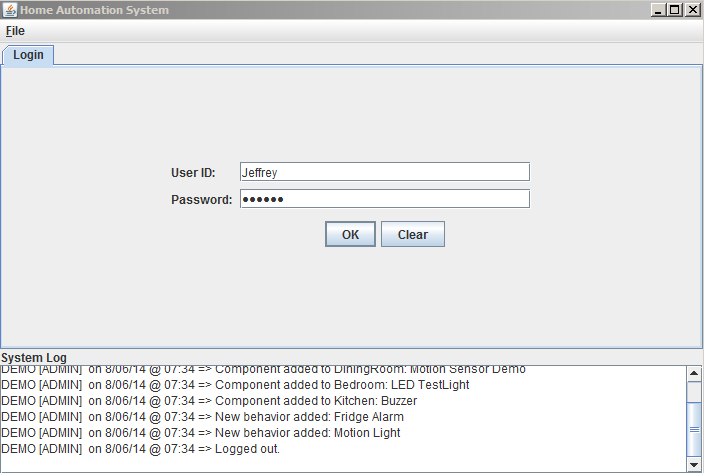 Home Automation System
File
Login
User ID: Jeffrey
Password: ●●●●●●
OK Clear
System Log
DEMO [ADMIN]  on 8/06/14 @ 07:34 => Component added to DiningRoom: Motion Sensor Demo
DEMO [ADMIN]  on 8/06/14 @ 07:34 => Component added to Bedroom: LED TestLight
DEMO [ADMIN]  on 8/06/14 @ 07:34 => Component added to Kitchen: Buzzer
DEMO [ADMIN]  on 8/06/14 @ 07:34 => New behavior added: Fridge Alarm
DEMO [ADMIN]  on 8/06/14 @ 07:34 => New behavior added: Motion Light
DEMO [ADMIN]  on 8/06/14 @ 07:34 => Logged out.